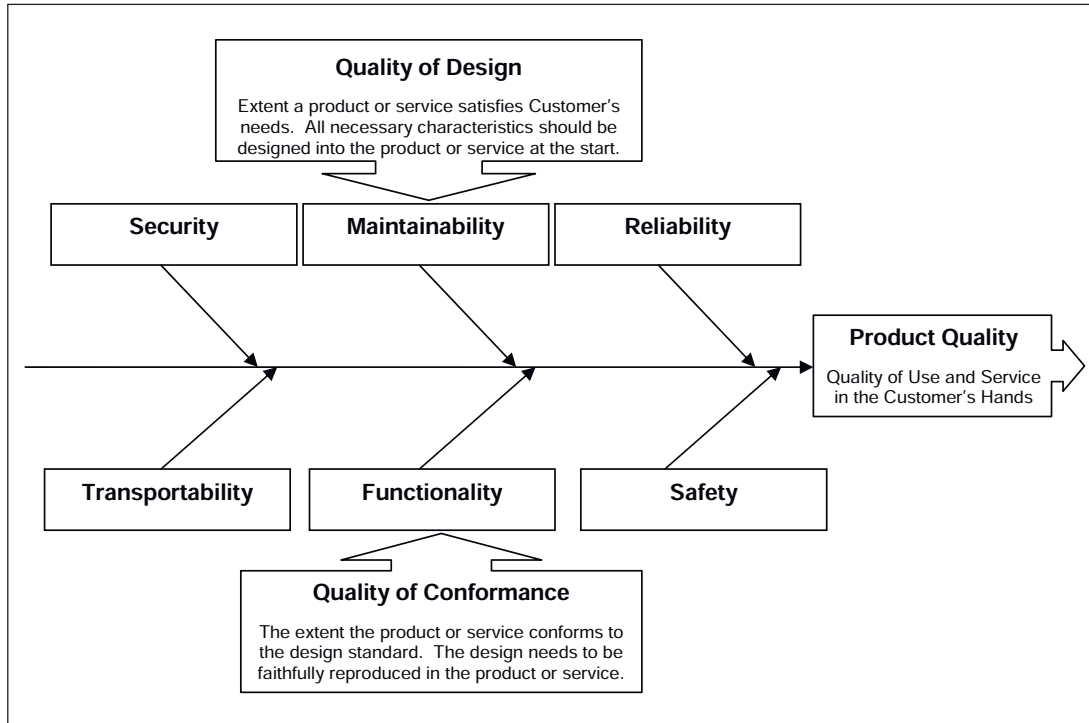 Quality of Design
Extent a product or service satisfies Customer's
needs. All necessary characteristics should be
designed into the product or service at the start.
Security
Maintainability
Reliability
Product Quality
Quality of Use and Service
in the Customer's Hands
Transportability
Functionality
Safety
Quality of Conformance
The extent the product or service conforms to
the design standard. The design needs to be
faithfully reproduced in the product or service.